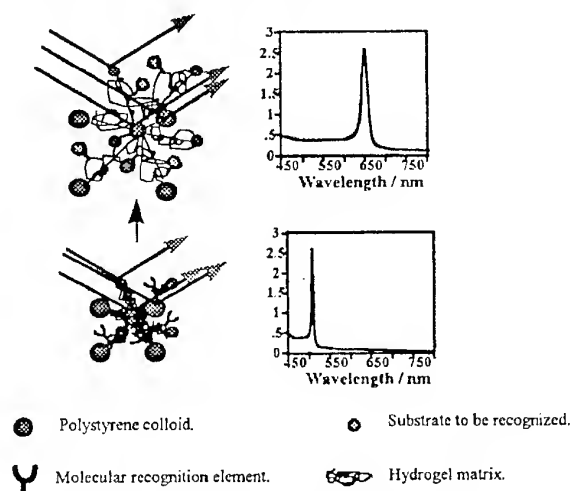 3
2.5
2
1.5
1
.5
0
450 550 650 750
Wavelength / nm
3
2.5
2
1.5
1
.5
0
450 550 650 750
Wavelength / nm
Polystyrene colloid.
Substrate to be recognized.
Molecular recognition element.
Hydrogel matrix.